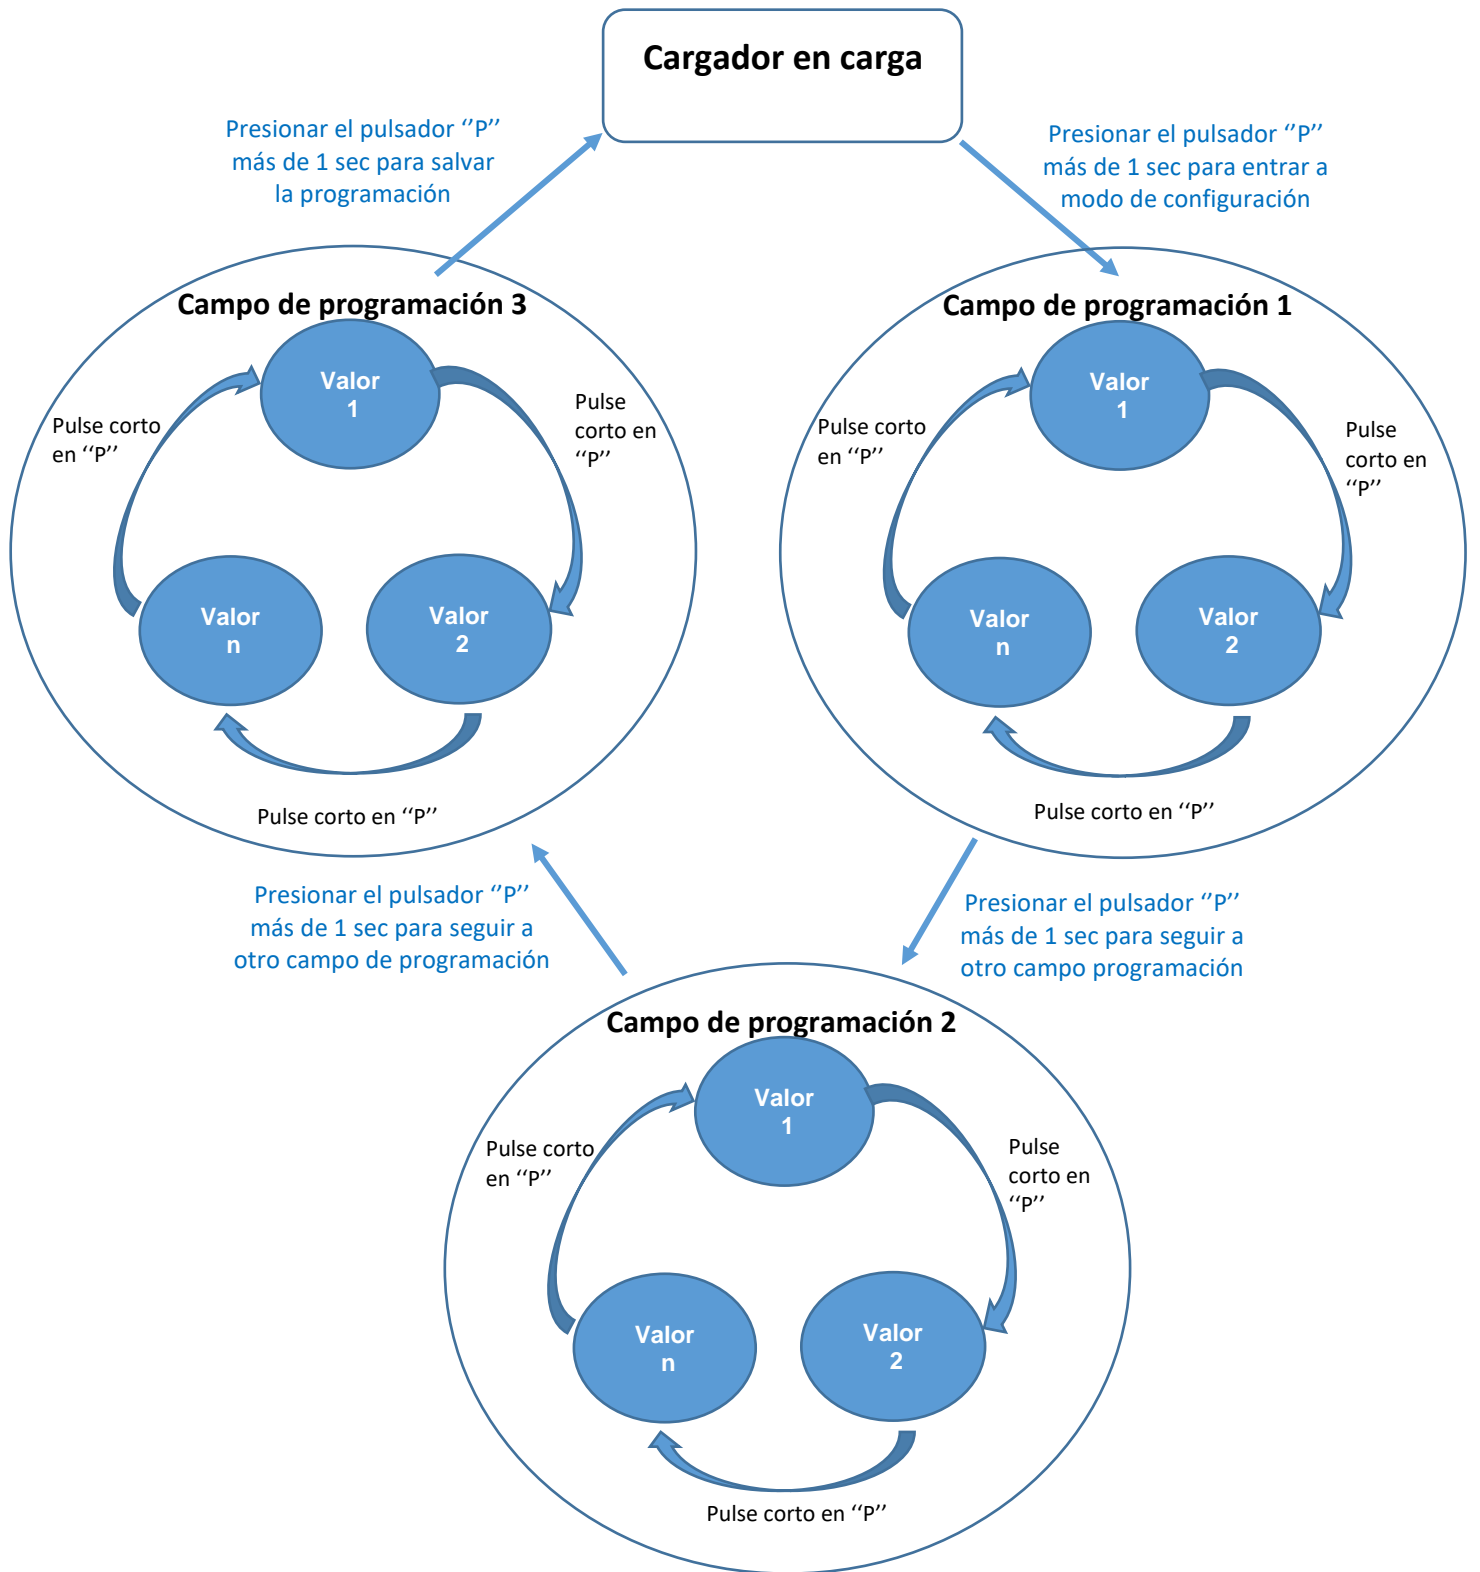 Cargador en carga
Presionar el pulsador ‘’P’’
más de 1 sec para salvar
la programación
Presionar el pulsador ‘’P’’
más de 1 sec para entrar a
modo de configuración
Campo de programación 3
Valor
1
Pulse corto
en ‘’P’’
Pulse
corto en
‘’P’’
Valor
n
Valor
2
Pulse corto en ‘’P’’
Campo de programación 1
Valor
1
Pulse corto
en ‘’P’’
Pulse
corto en
‘’P’’
Valor
n
Valor
2
Pulse corto en ‘’P’’
Presionar el pulsador ‘’P’’
más de 1 sec para seguir a
otro campo de programación
Presionar el pulsador ‘’P’’
más de 1 sec para seguir a
otro campo programación
Campo de programación 2
Valor
1
Pulse corto
en ‘’P’’
Pulse
corto en
‘’P’’
Valor
n
Valor
2
Pulse corto en ‘’P’’